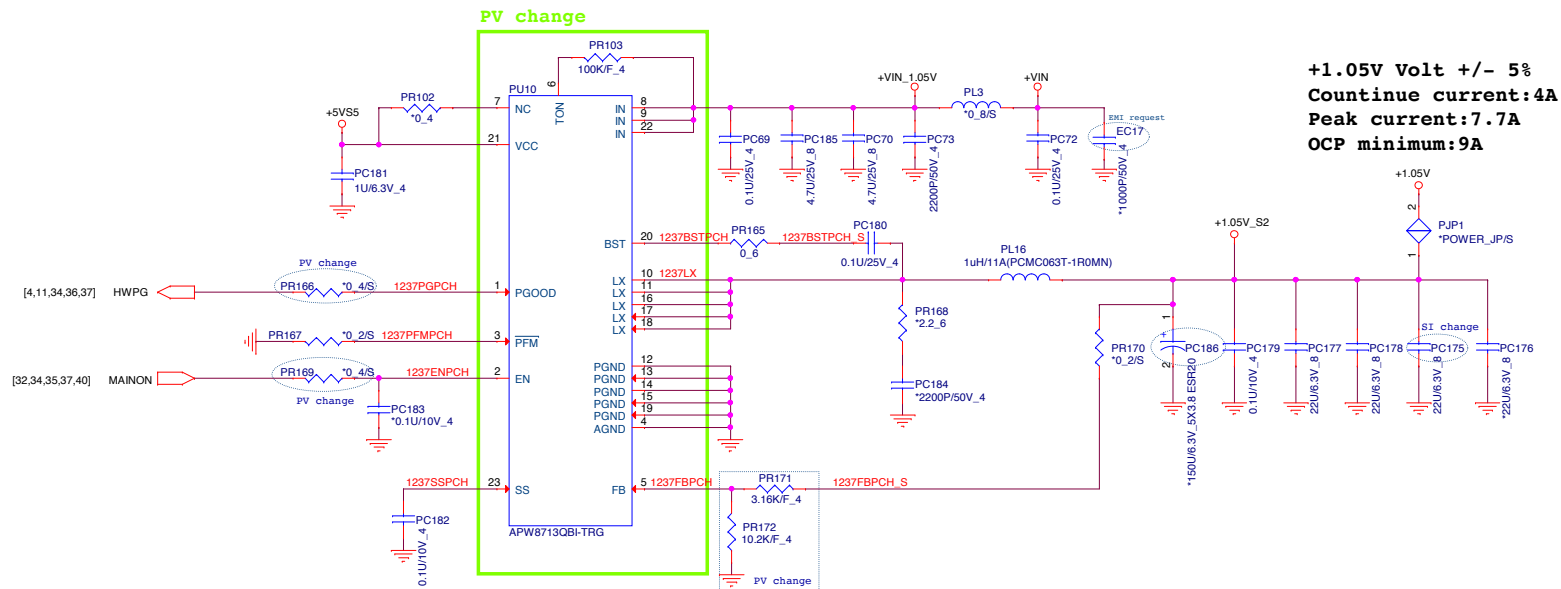 PV change
+1.05V Volt +/- 5%
Countinue current:4A
Peak current:7.7A
OCP minimum:9A
PR103
100K/F_4
6
TON
PU10
PR102
*0_4
7
NC
+5VS5
21
VCC
PC181
1U/6.3V_4
IN
8
IN
9
IN
22
+VIN_1.05V
PL3
*0_8/S
+VIN
EMI request
EC17
*1000P/50V_4
PC69
0.1U/25V_4
PC185
4.7U/25V_8
PC70
4.7U/25V_8
PC73
2200P/50V_4
PC72
0.1U/25V_4
+1.05V
2
PJP1
*POWER_JP/S
1
+1.05V_S2
BST
20
1237BSTPCH
PR165
0_6
1237BSTPCH_S
PC180
0.1U/25V_4
PL16
1uH/11A(PCMC063T-1R0MN)
LX
10
1237LX
LX
11
LX
16
LX
17
LX
18
PV change
[4,11,34,36,37]
HWPG
PR166
*0_4/S
1237PGPCH
1
PGOOD
PR167
*0_2/S
1237PFMPCH
3
PFM
[32,34,35,37,40]
MAINON
PR169
*0_4/S
1237ENPCH
2
EN
PV change
PC183
*0.1U/10V_4
PGND
12
PGND
13
PGND
14
PGND
15
PGND
19
AGND
4
PR168
*2.2_6
PC184
*2200P/50V_4
PR170
*0_2/S
1
+
PC186
2
*150U/6.3V_5X3.8 ESR20
PC179
0.1U/10V_4
PC177
22U/6.3V_8
PC178
22U/6.3V_8
SI change
PC175
22U/6.3V_8
PC176
*22U/6.3V_8
1237SSPCH
23
SS
PC182
0.1U/10V_4
FB
5
1237FBPCH
PR171
3.16K/F_4
1237FBPCH_S
PR172
10.2K/F_4
PV change
APW8713QBI-TRG